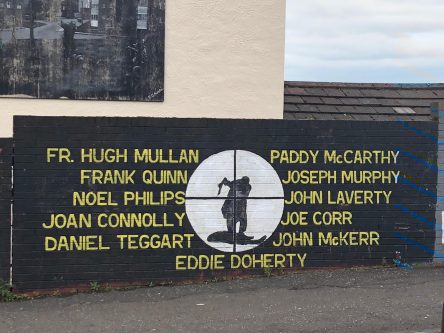 FR. HUGH MULLAN
FRANK QUINN
NOEL PHILIPS
JOAN CONNOLLY
DANIEL TEGGART
PADDY McCARTHY
JOSEPH MURPHY
JOHN LAVERTY
JOE CORR
JOHN McKERR
EDDIE DOHERTY